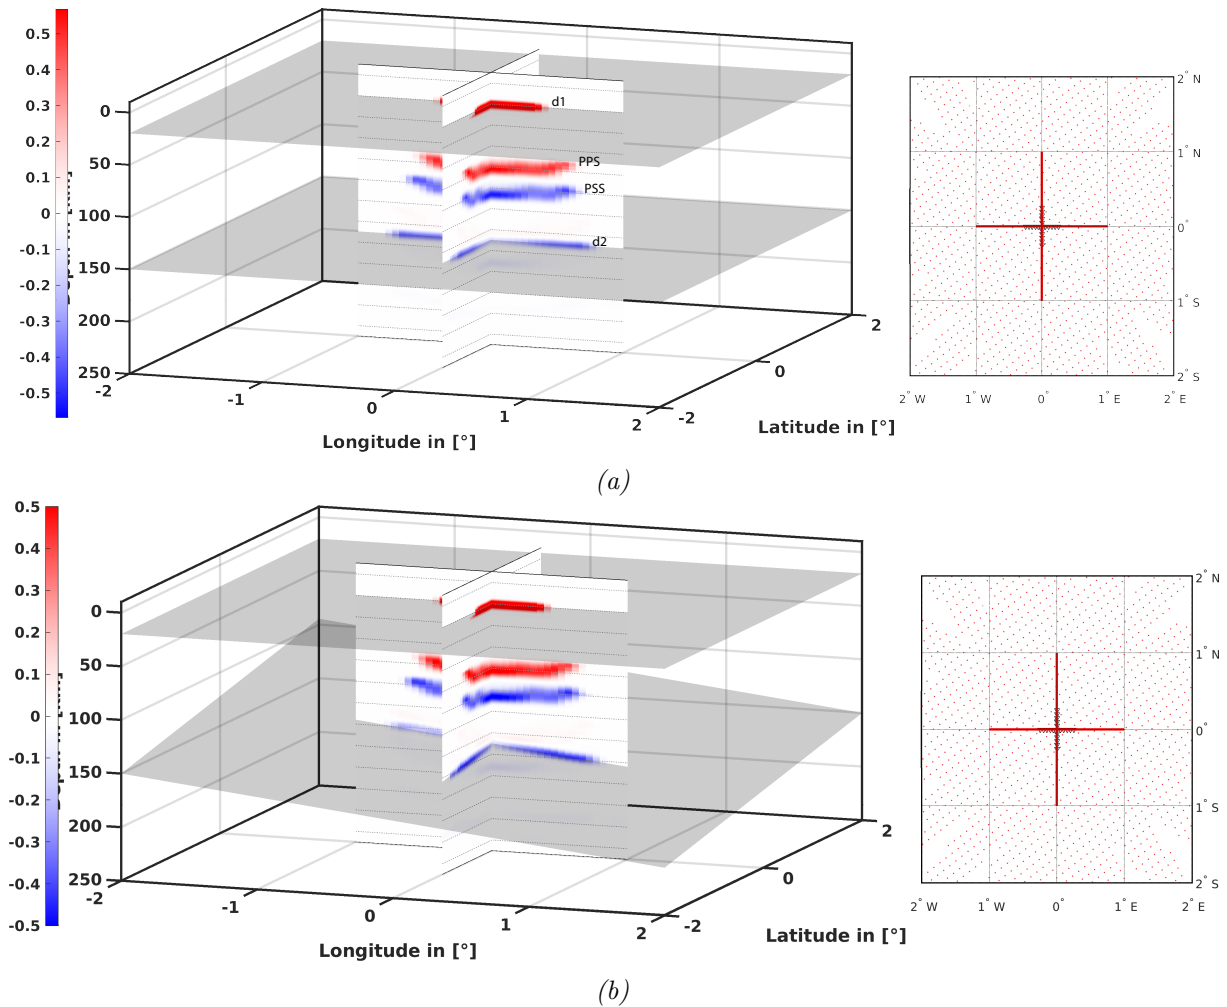 0.5
0.4
0.3
0.2
0.1
0
-0.1
-0.2
-0.3
-0.4
-0.5
0
50
100
150
200
250
-2
-1
0
1
2
Longitude in [°]
-2
0
2
Latitude in [°]
d1
PPS
PSS
d2
2° N
1° N
0°
1° S
2° S
2° W
1° W
0°
1° E
2° E
(a)
0.5
0.4
0.3
0.2
0.1
0
-0.1
-0.2
-0.3
-0.4
-0.5
0
50
100
150
200
250
-2
-1
0
1
2
Longitude in [°]
-2
0
2
Latitude in [°]
2° N
1° N
0°
1° S
2° S
2° W
1° W
0°
1° E
2° E
(b)